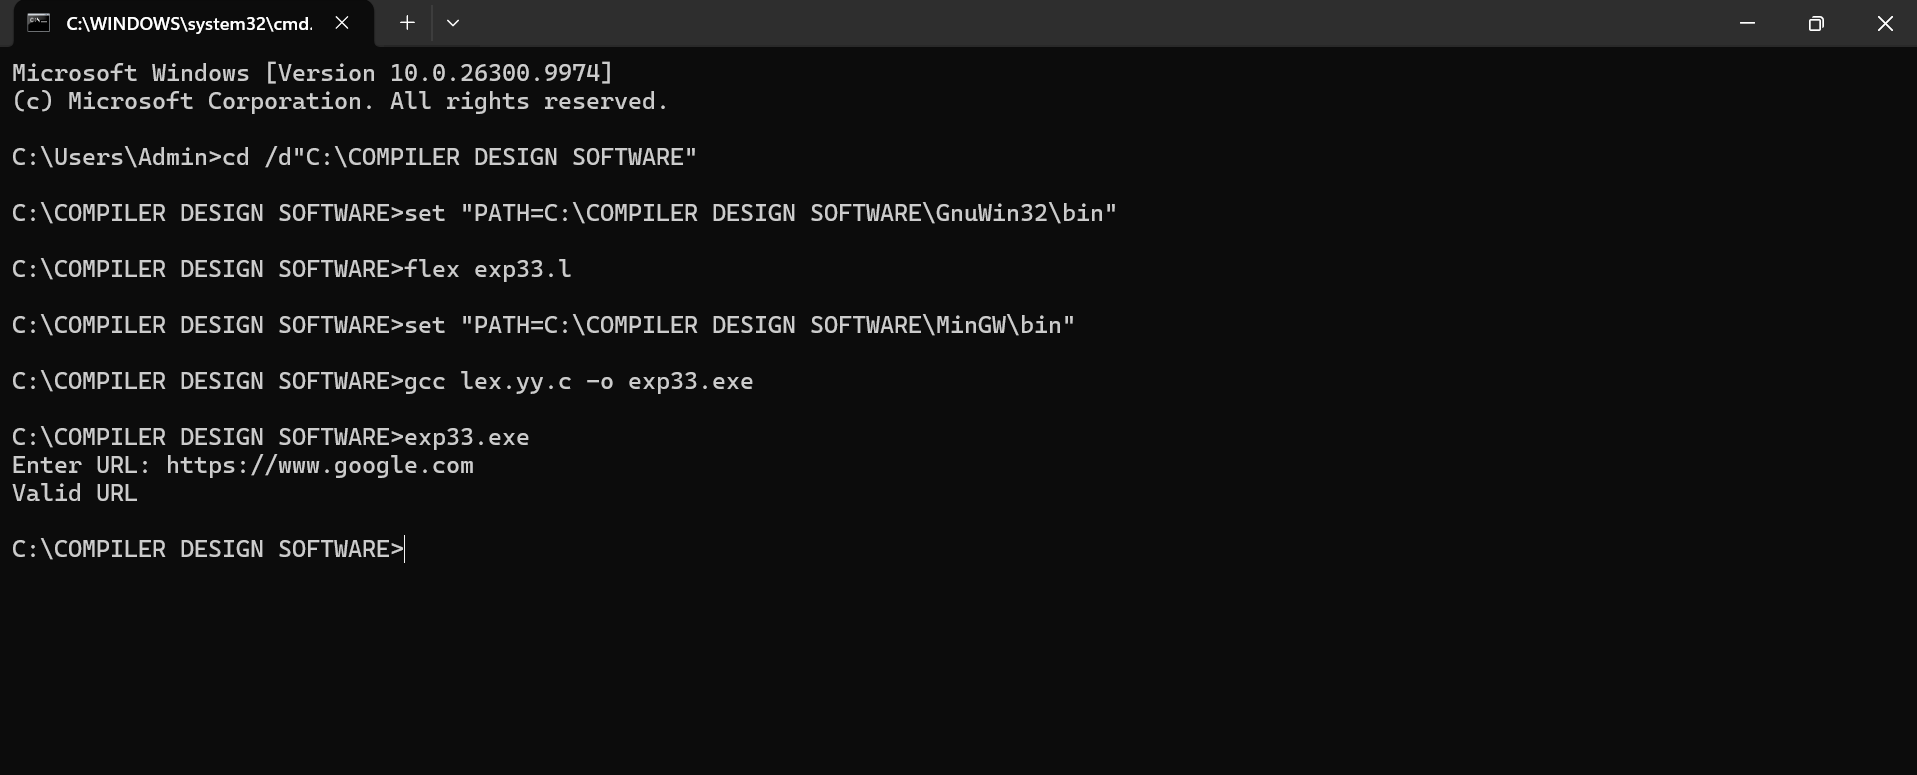 C:\WINDOWS\system32\cmd.
Microsoft Windows [Version 10.0.26300.9974]
(c) Microsoft Corporation. All rights reserved.
C:\Users\Admin>cd /d"C:\COMPILER DESIGN SOFTWARE"
C:\COMPILER DESIGN SOFTWARE>set "PATH=C:\COMPILER DESIGN SOFTWARE\GnuWin32\bin"
C:\COMPILER DESIGN SOFTWARE>flex exp33.l
C:\COMPILER DESIGN SOFTWARE>set "PATH=C:\COMPILER DESIGN SOFTWARE\MinGW\bin"
C:\COMPILER DESIGN SOFTWARE>gcc lex.yy.c -o exp33.exe
C:\COMPILER DESIGN SOFTWARE>exp33.exe
Enter URL: https://www.google.com
Valid URL
C:\COMPILER DESIGN SOFTWARE>